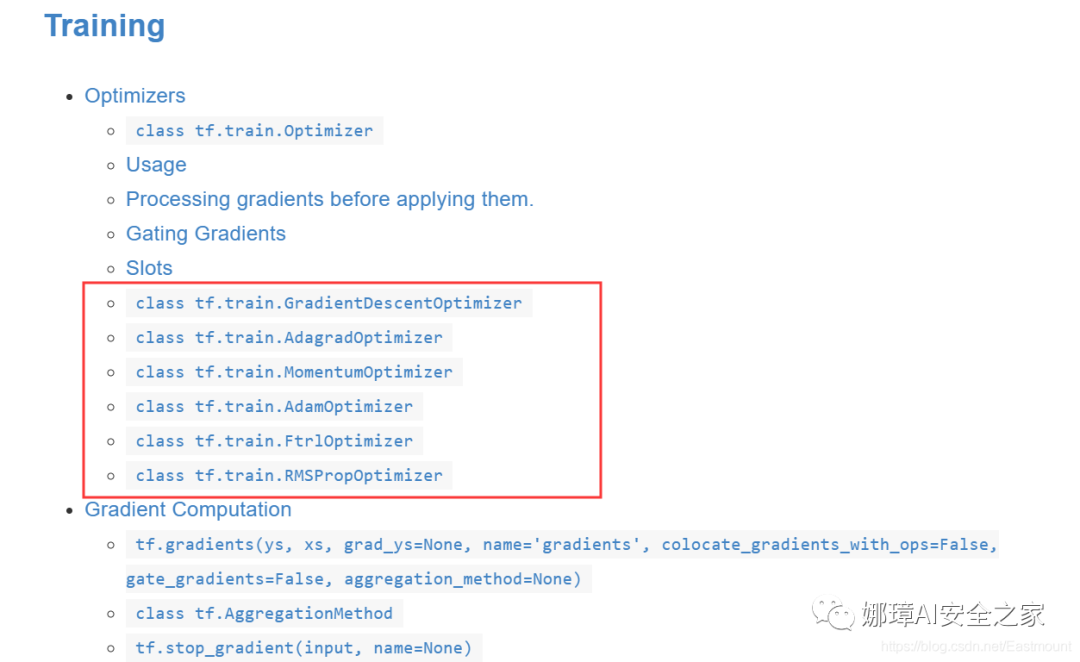 Training
Optimizers
class tf.train.Optimizer
Usage
Processing gradients before applying them.
Gating Gradients
Slots
class tf.train.GradientDescentOptimizer
class tf.train.AdagradOptimizer
class tf.train.MomentumOptimizer
class tf.train.AdamOptimizer
class tf.train.FtrlOptimizer
class tf.train.RMSPropOptimizer
Gradient Computation
tf.gradients(ys, xs, grad_ys=None, name='gradients', colocate_gradients_with_ops=False,
gate_gradients=False, aggregation_method=None)
class tf.AggregationMethod
tf.stop_gradient(input, name=None)
娜璋AI安全之家
https://blog.csdn.net/Eastmount